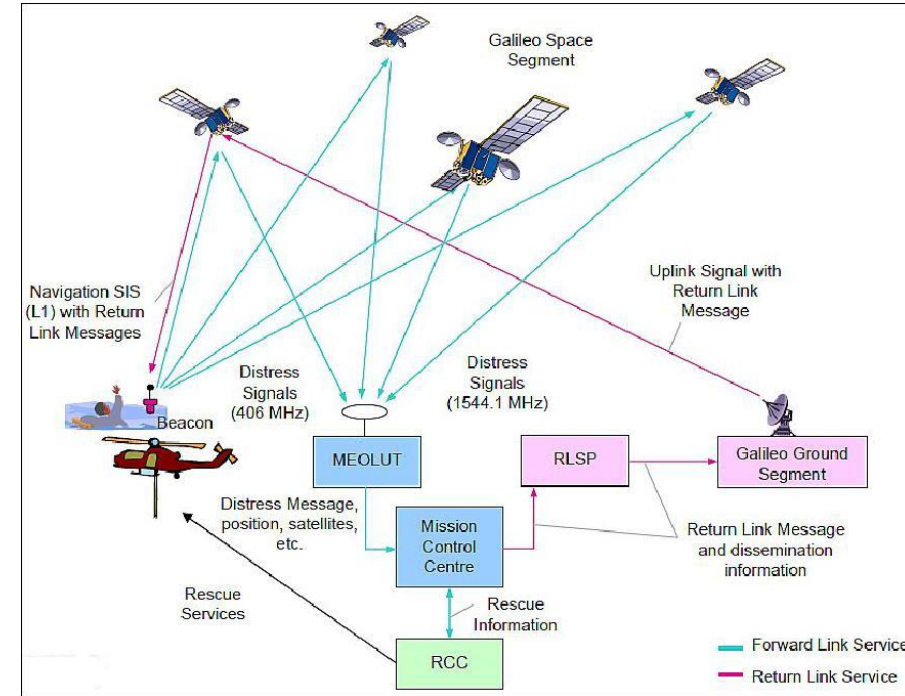 Galileo Space
Segment
Navigation SIS
(L1) with Return
Link Messages
Uplink Signal with
Return Link
Message
Distress
Signals
(406 MHz)
Distress
Signals
(1544.1 MHz)
Beacon
MEOLUT
RLSP
Galileo Ground
Segment
Distress Message,
position, satellites,
etc.
Mission
Control
Centre
Return Link Message
and dissemination
information
Rescue
Services
Rescue
Information
RCC
Forward Link Service
Return Link Service